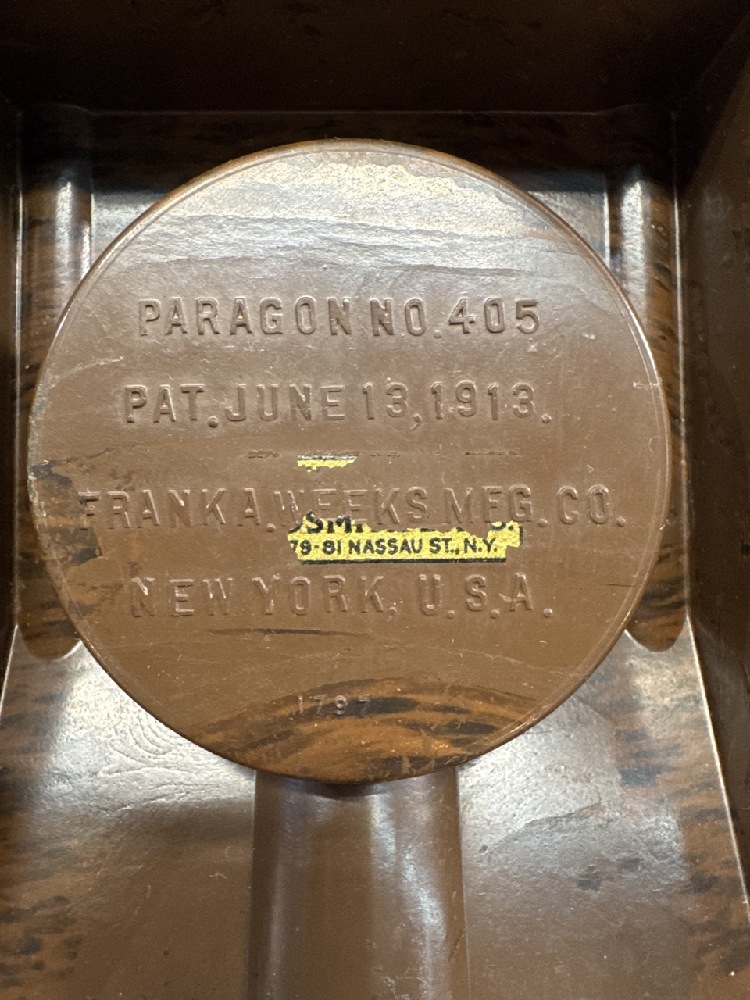 PARAGON NO. 405
PAT. JUNE 13, 1913.
FRANK A. WEEKS MFG. CO.
79-81 NASSAU ST., N.Y.
NEW YORK, U.S.A.
1797